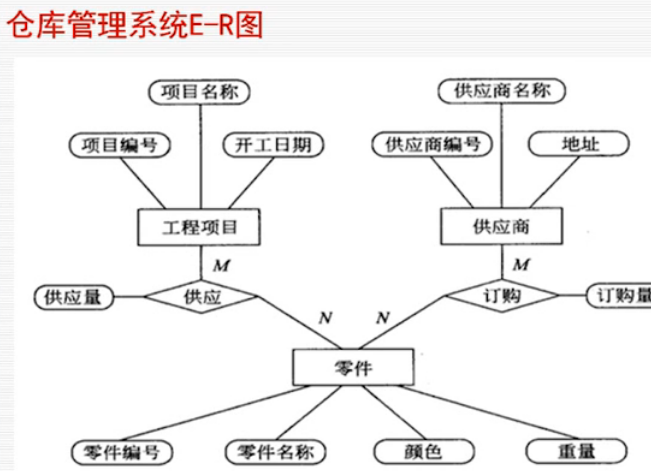 仓库管理系统E-R图
项目名称
供应商名称
项目编号
开工日期
供应商编号
地址
工程项目
供应商
M
M
供应量
供应
订购
订购量
N
N
零件
零件编号
零件名称
颜色
重量